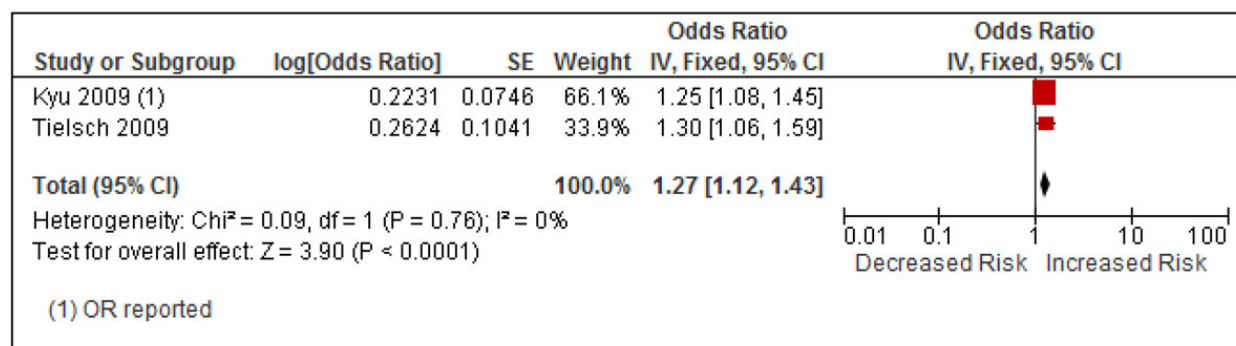 Odds Ratio Odds Ratio
Study or Subgroup log[Odds Ratio] SE Weight IV, Fixed, 95% CI IV, Fixed, 95% CI
Kyu 2009 (1) 0.2231 0.0746 66.1% 1.25 [1.08, 1.45]
Tielsch 2009 0.2624 0.1041 33.9% 1.30 [1.06, 1.59]
Total (95% CI) 100.0% 1.27 [1.12, 1.43]
Heterogeneity: Chi² = 0.09, df = 1 (P = 0.76); I² = 0%
Test for overall effect: Z = 3.90 (P < 0.0001)
0.01 0.1 1 10 100
Decreased Risk Increased Risk
(1) OR reported